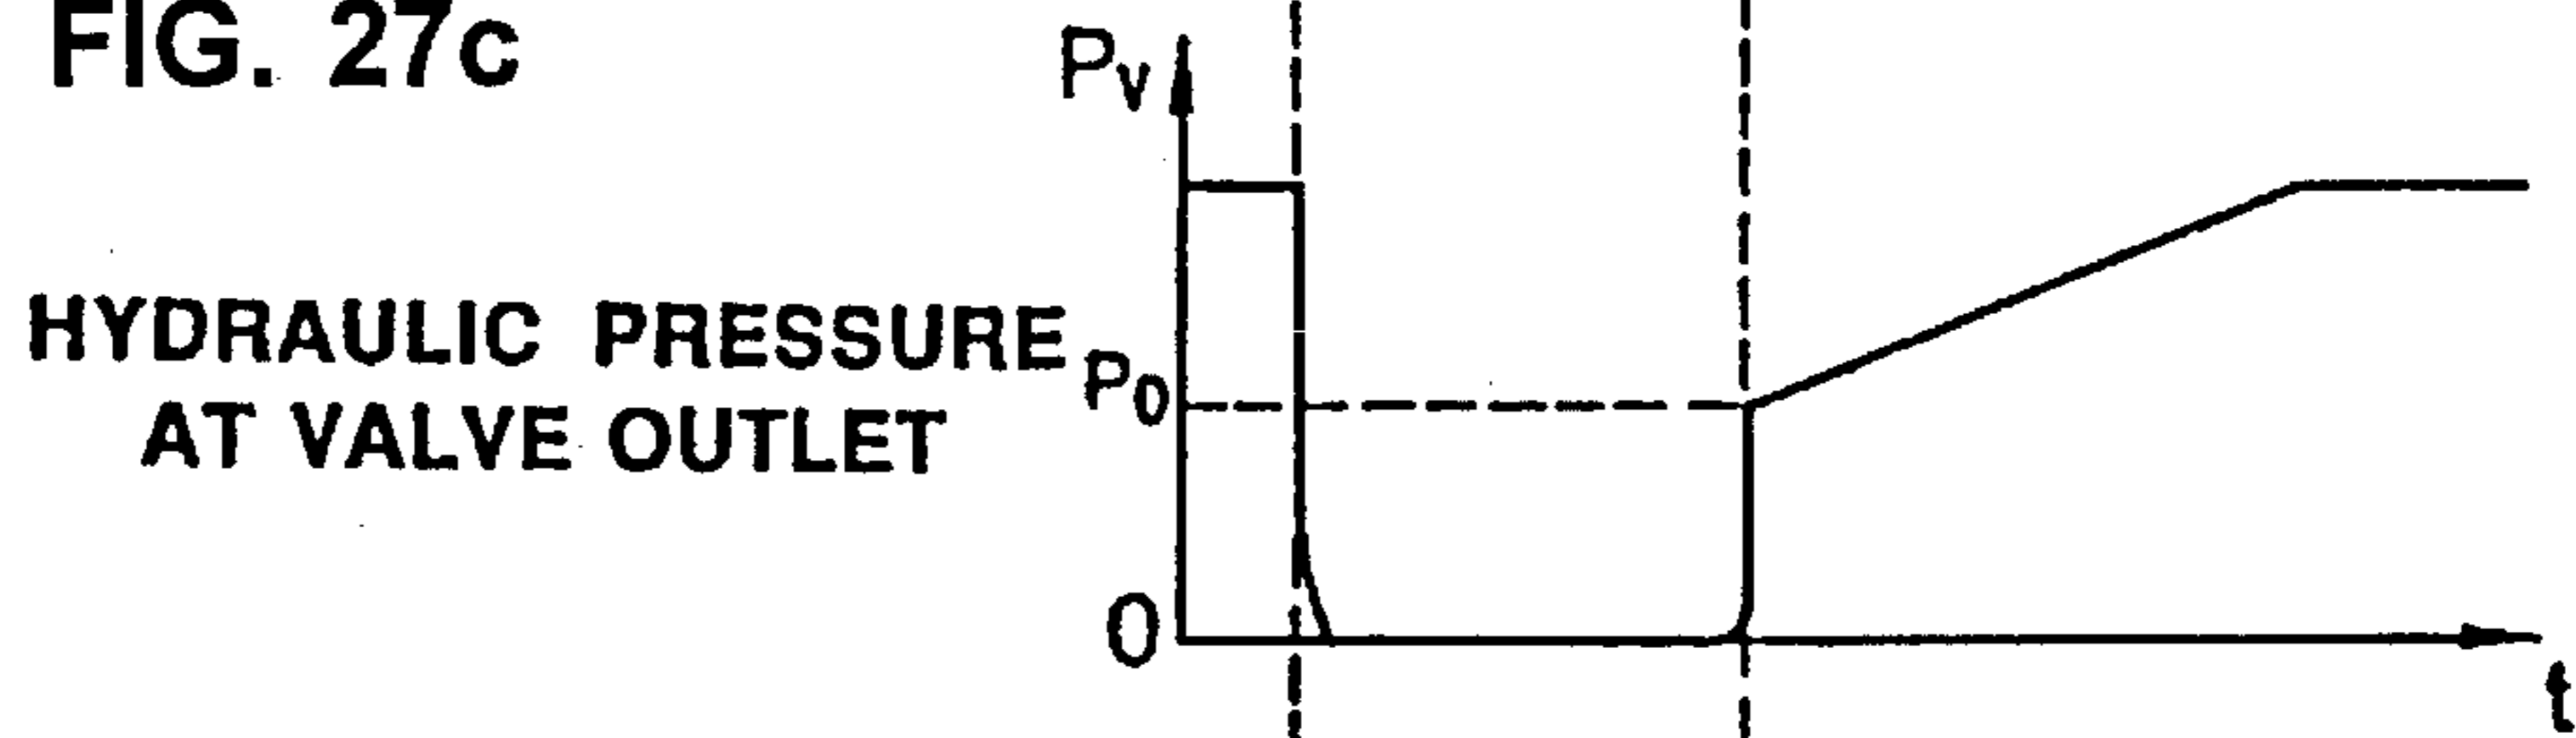 FIG. 27c
Pv
HYDRAULIC PRESSURE
AT VALVE OUTLET
P0
0
t